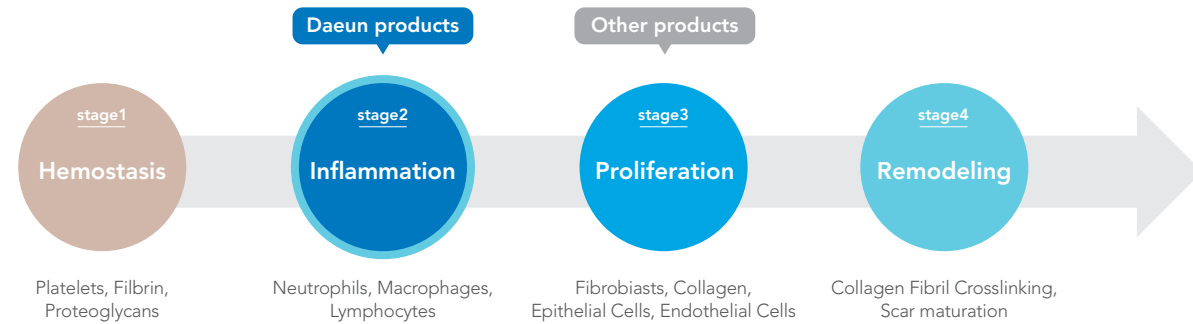 Daeun products
Other products
stage1
Hemostasis
stage2
Inflammation
stage3
Proliferation
stage4
Remodeling
Platelets, Filbrin,
Proteoglycans
Neutrophils, Macrophages,
Lymphocytes
Fibrobiasts, Collagen,
Epithelial Cells, Endothelial Cells
Collagen Fibril Crosslinking,
Scar maturation